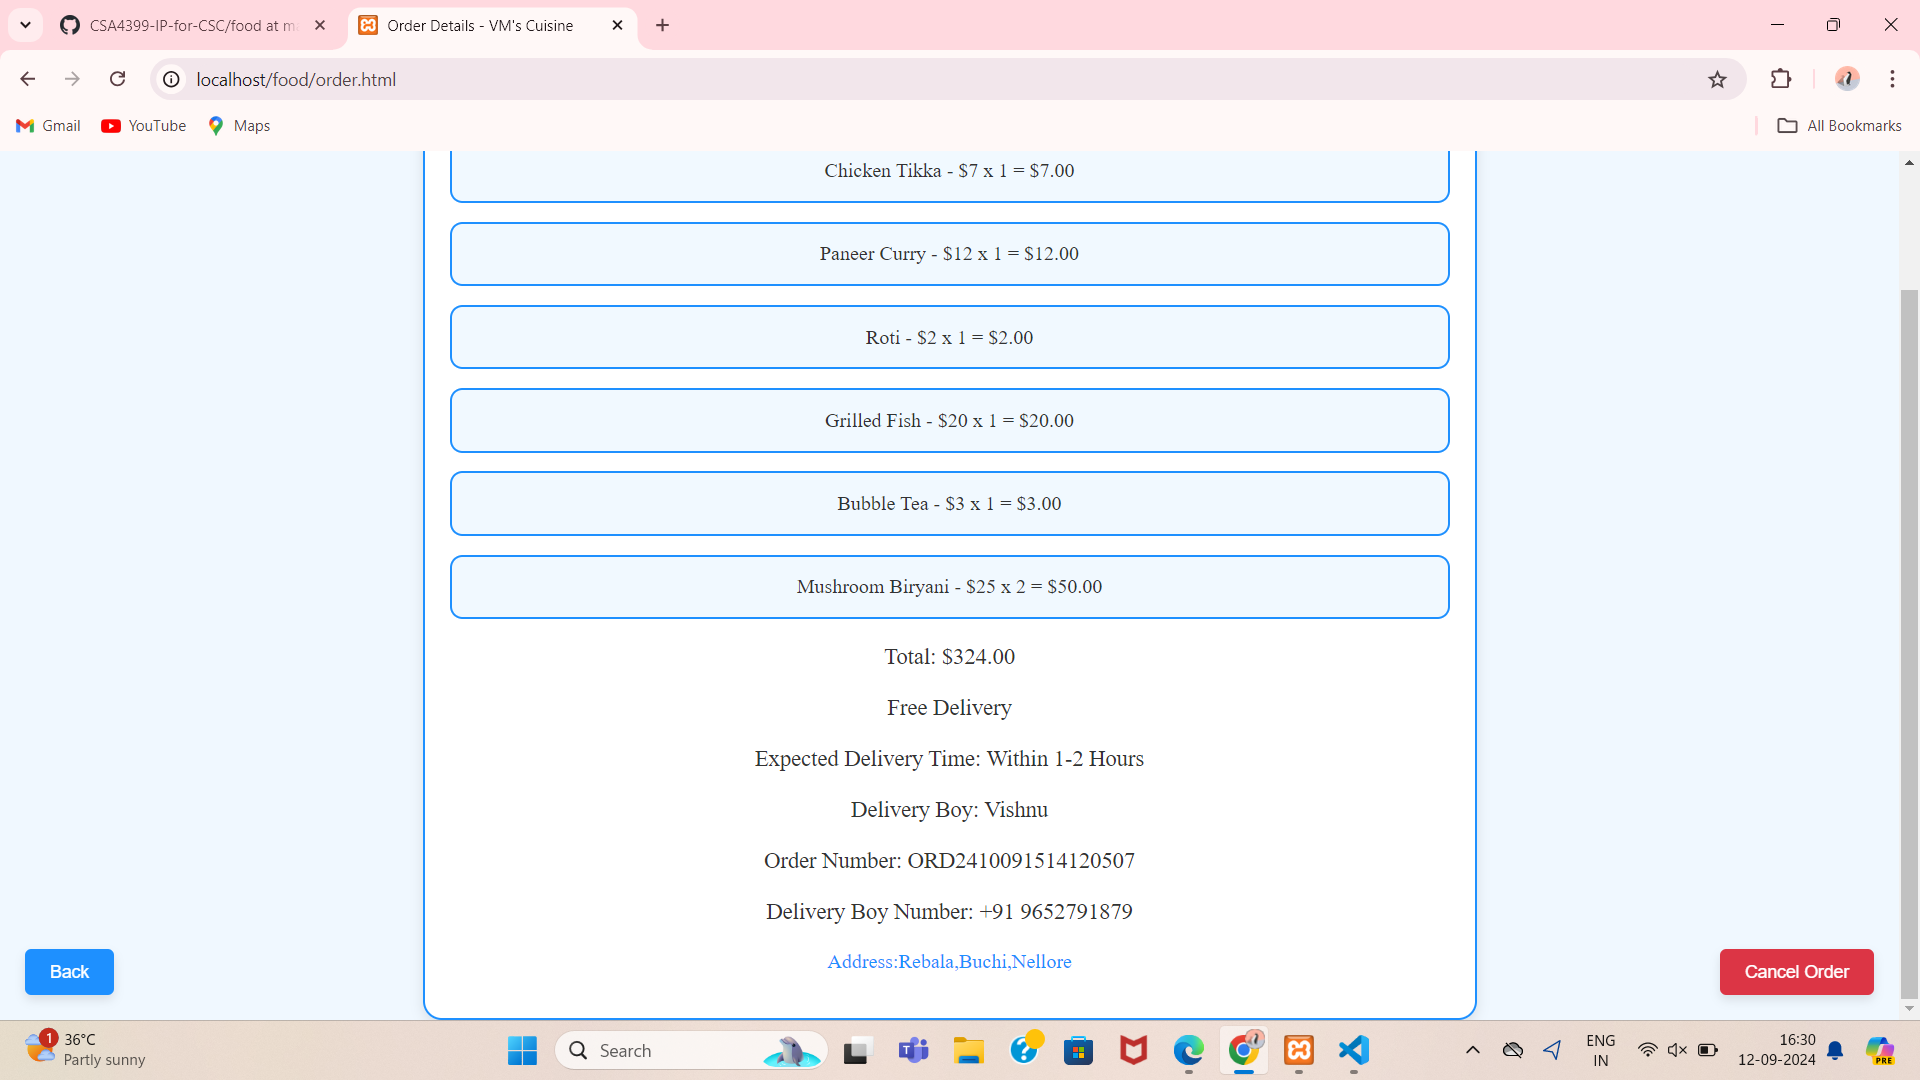 CSA4399-IP-for-CSC/food at ma
Order Details - VM's Cuisine
localhost/food/order.html
Gmail
YouTube
Maps
All Bookmarks
Chicken Tikka - $7 x 1 = $7.00
Paneer Curry - $12 x 1 = $12.00
Roti - $2 x 1 = $2.00
Grilled Fish - $20 x 1 = $20.00
Bubble Tea - $3 x 1 = $3.00
Mushroom Biryani - $25 x 2 = $50.00
Total: $324.00
Free Delivery
Expected Delivery Time: Within 1-2 Hours
Delivery Boy: Vishnu
Order Number: ORD2410091514120507
Delivery Boy Number: +91 9652791879
Address:Rebala,Buchi,Nellore
Back
Cancel Order
1
36°C
Partly sunny
Search
ENG
IN
16:30
12-09-2024
PRE